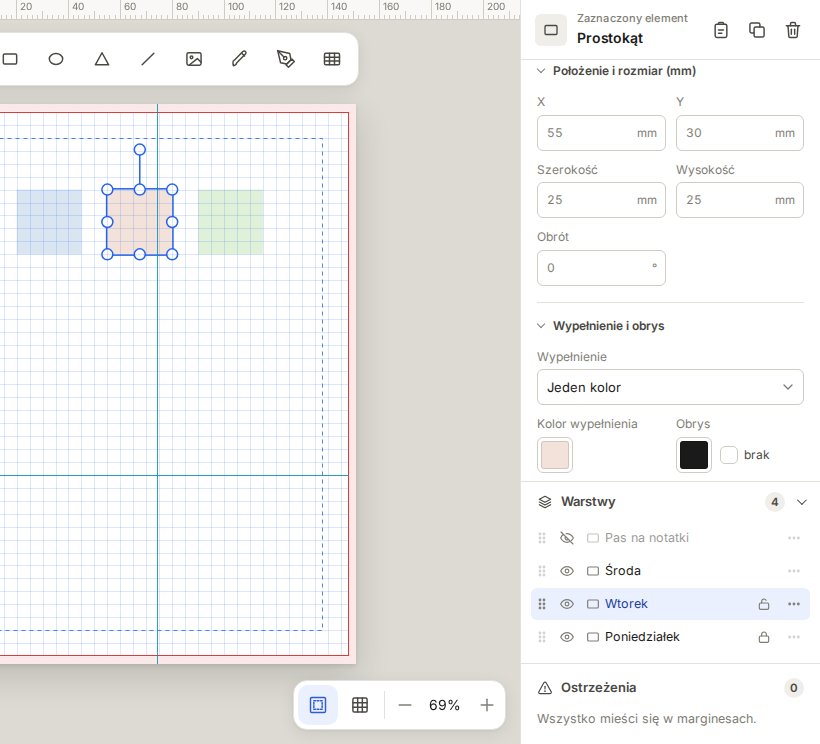 20 40 60 80 100 120 140 160 180 200
Zaznaczony element
Prostokąt
Położenie i rozmiar (mm)
X Y
55 mm 30 mm
Szerokość Wysokość
25 mm 25 mm
Obrót
0 °
Wypełnienie i obrys
Wypełnienie
Jeden kolor
Kolor wypełnienia Obrys
brak
Warstwy 4
Pas na notatki
Środa
Wtorek
Poniedziałek
Ostrzeżenia 0
Wszystko mieści się w marginesach.
69%